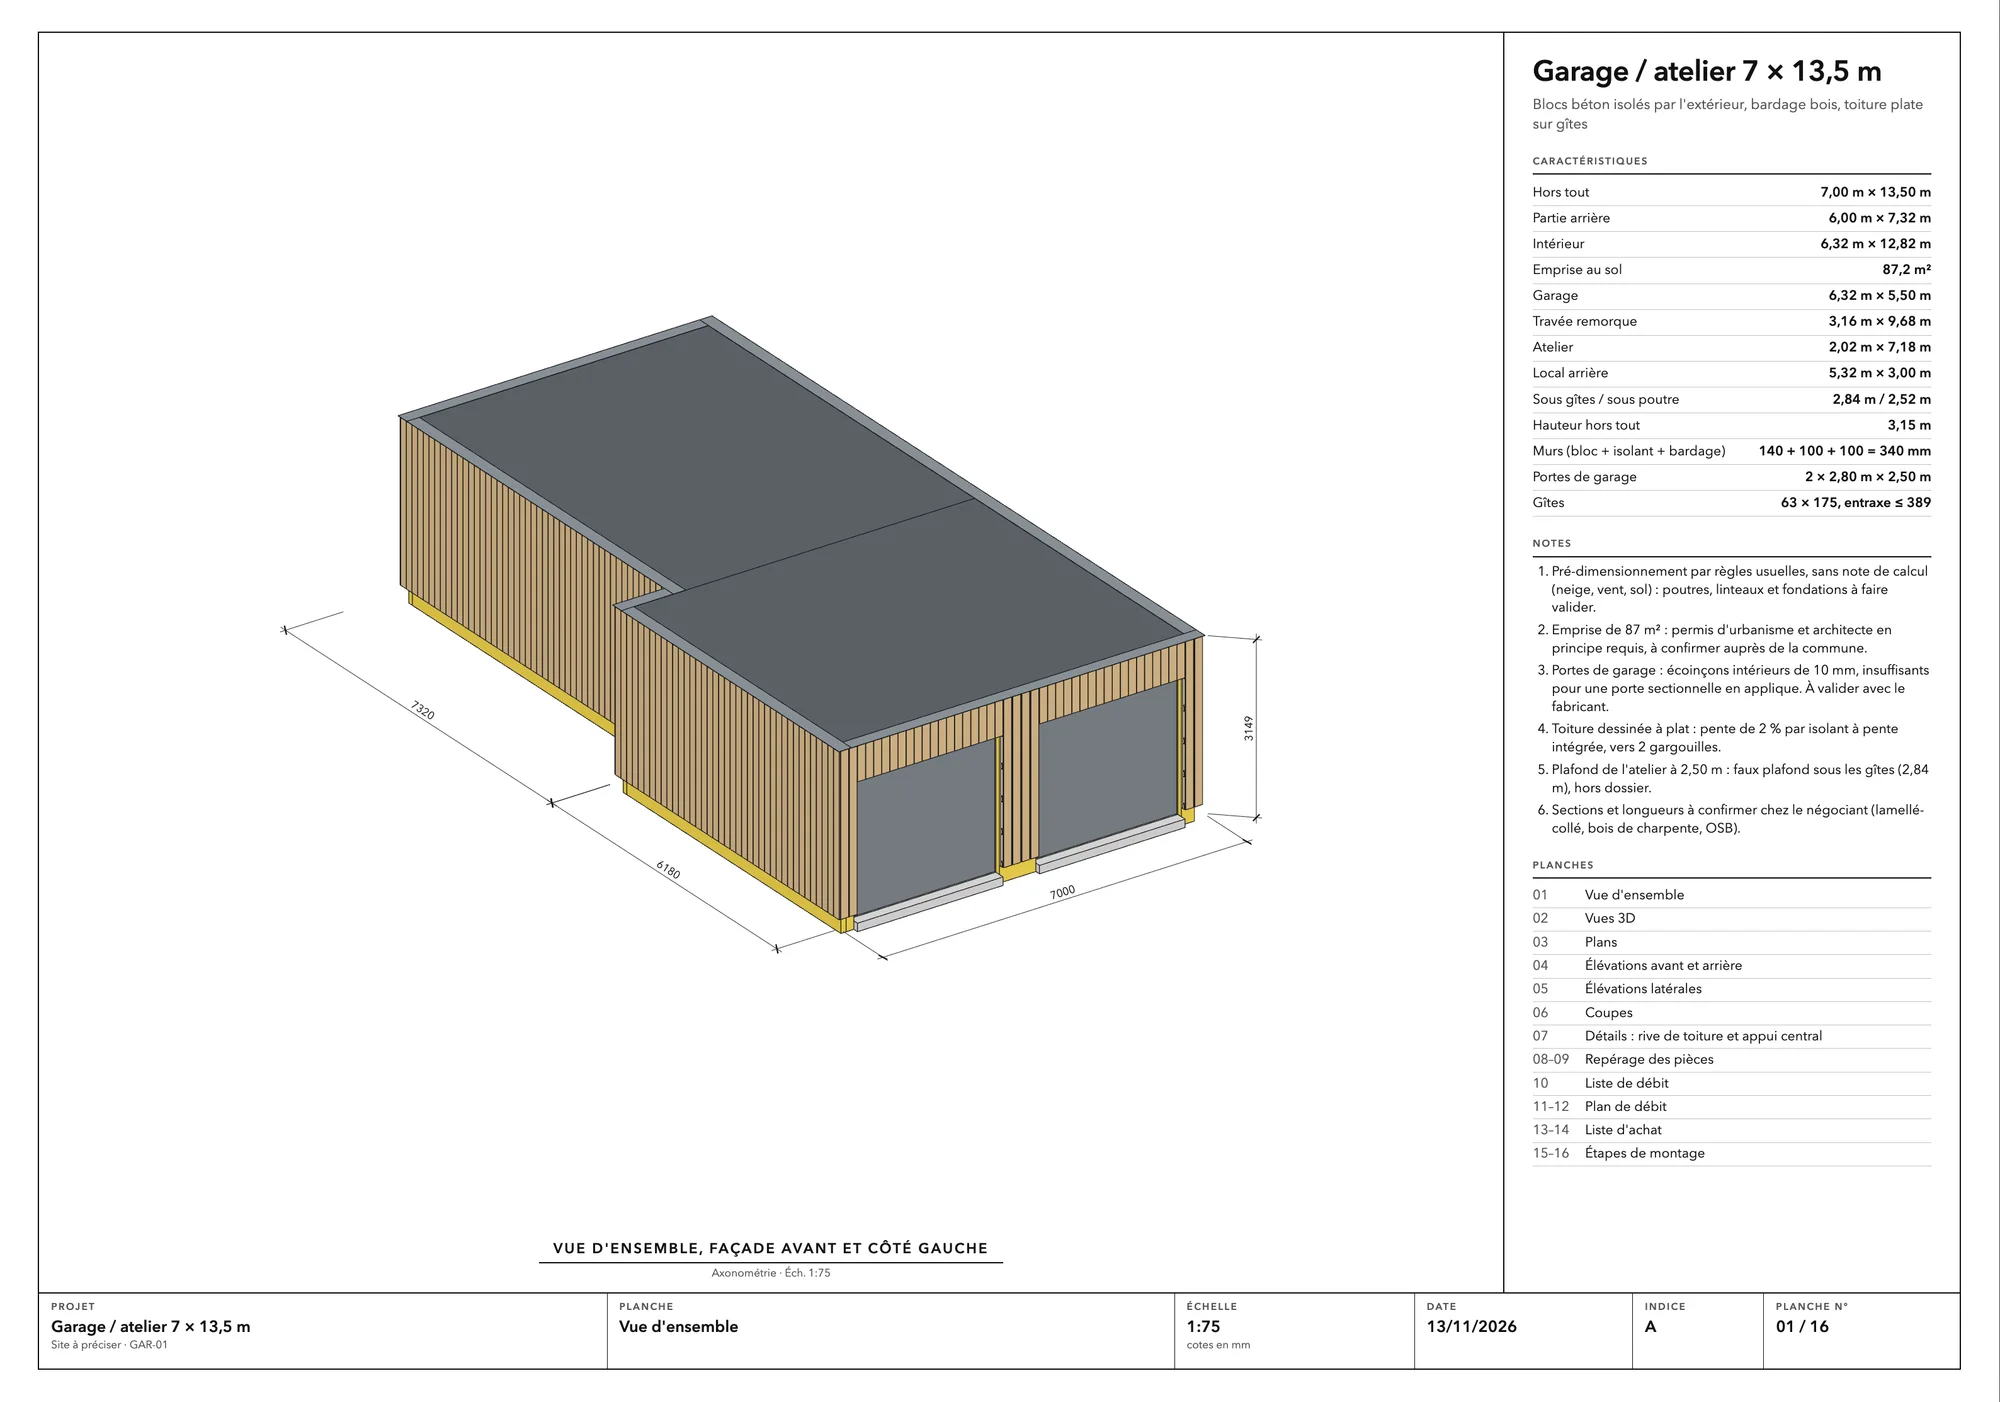 Garage / atelier 7 × 13,5 m
Blocs béton isolés par l'extérieur, bardage bois, toiture plate
sur gîtes
CARACTÉRISTIQUES
Hors tout 7,00 m × 13,50 m
Partie arrière 6,00 m × 7,32 m
Intérieur 6,32 m × 12,82 m
Emprise au sol 87,2 m²
Garage 6,32 m × 5,50 m
Travée remorque 3,16 m × 9,68 m
Atelier 2,02 m × 7,18 m
Local arrière 5,32 m × 3,00 m
Sous gîtes / sous poutre 2,84 m / 2,52 m
Hauteur hors tout 3,15 m
Murs (bloc + isolant + bardage) 140 + 100 + 100 = 340 mm
Portes de garage 2 × 2,80 m × 2,50 m
Gîtes 63 × 175, entraxe ≤ 389
NOTES
1. Pré-dimensionnement par règles usuelles, sans note de calcul
(neige, vent, sol) : poutres, linteaux et fondations à faire
valider.
2. Emprise de 87 m² : permis d'urbanisme et architecte en
principe requis, à confirmer auprès de la commune.
3. Portes de garage : écoinçons intérieurs de 10 mm, insuffisants
pour une porte sectionnelle en applique. À valider avec le
fabricant.
4. Toiture dessinée à plat : pente de 2 % par isolant à pente
intégrée, vers 2 gargouilles.
5. Plafond de l'atelier à 2,50 m : faux plafond sous les gîtes (2,84
m), hors dossier.
6. Sections et longueurs à confirmer chez le négociant (lamellé-
collé, bois de charpente, OSB).
PLANCHES
01 Vue d'ensemble
02 Vues 3D
03 Plans
04 Élévations avant et arrière
05 Élévations latérales
06 Coupes
07 Détails : rive de toiture et appui central
08–09 Repérage des pièces
10 Liste de débit
11–12 Plan de débit
13–14 Liste d'achat
15–16 Étapes de montage
7320
6180
7000
3149
VUE D'ENSEMBLE, FAÇADE AVANT ET CÔTÉ GAUCHE
Axonométrie · Éch. 1:75
PROJET
Garage / atelier 7 × 13,5 m
Site à préciser · GAR-01
PLANCHE
Vue d'ensemble
ÉCHELLE
1:75
cotes en mm
DATE
13/11/2026
INDICE
A
PLANCHE N°
01 / 16